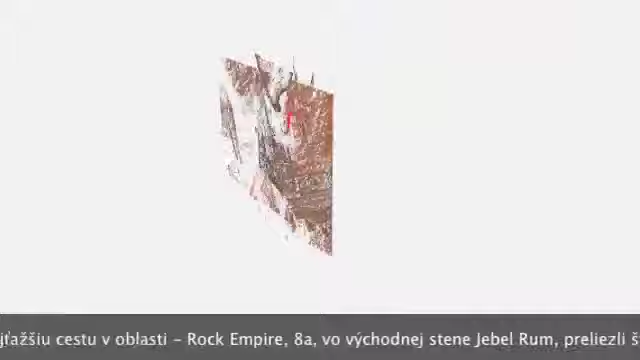 cestu v oblasti – Rock Empire, 8a, vo východnej stene Jebel Rum, preliezli